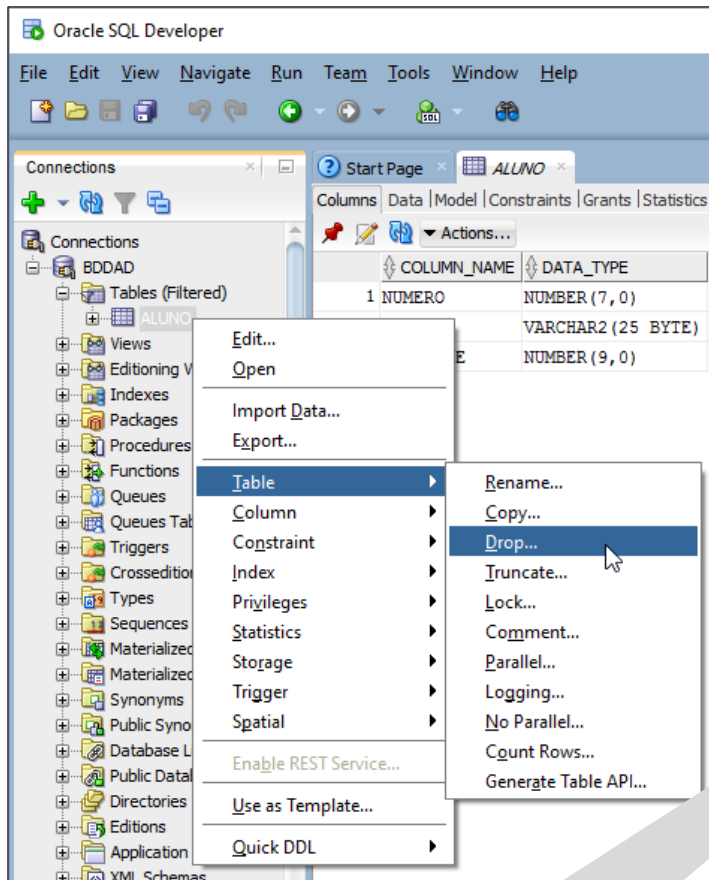 Oracle SQL Developer
File Edit View Navigate Run Team Tools Window Help
SQL
Connections
Start Page
ALUNO
Columns Data | Model | Constraints | Grants | Statistics
Actions...
COLUMN_NAME DATA_TYPE
1 NUMERO NUMBER(7,0)
VARCHAR2(25 BYTE)
E NUMBER(9,0)
Connections
BDDAD
Tables (Filtered)
ALUNO
Views
Editioning V
Indexes
Packages
Procedures
Functions
Queues
Queues Tab
Triggers
Crossedition
Types
Sequences
Materialized
Materialized
Synonyms
Public Syno
Database L
Public Datab
Directories
Editions
Application
XML Schemas
Edit...
Open
Import Data...
Export...
Table
Column
Constraint
Index
Privileges
Statistics
Storage
Trigger
Spatial
Enable REST Service...
Use as Template...
Quick DDL
Rename...
Copy...
Drop...
Truncate...
Lock...
Comment...
Parallel...
Logging...
No Parallel...
Count Rows...
Generate Table API...